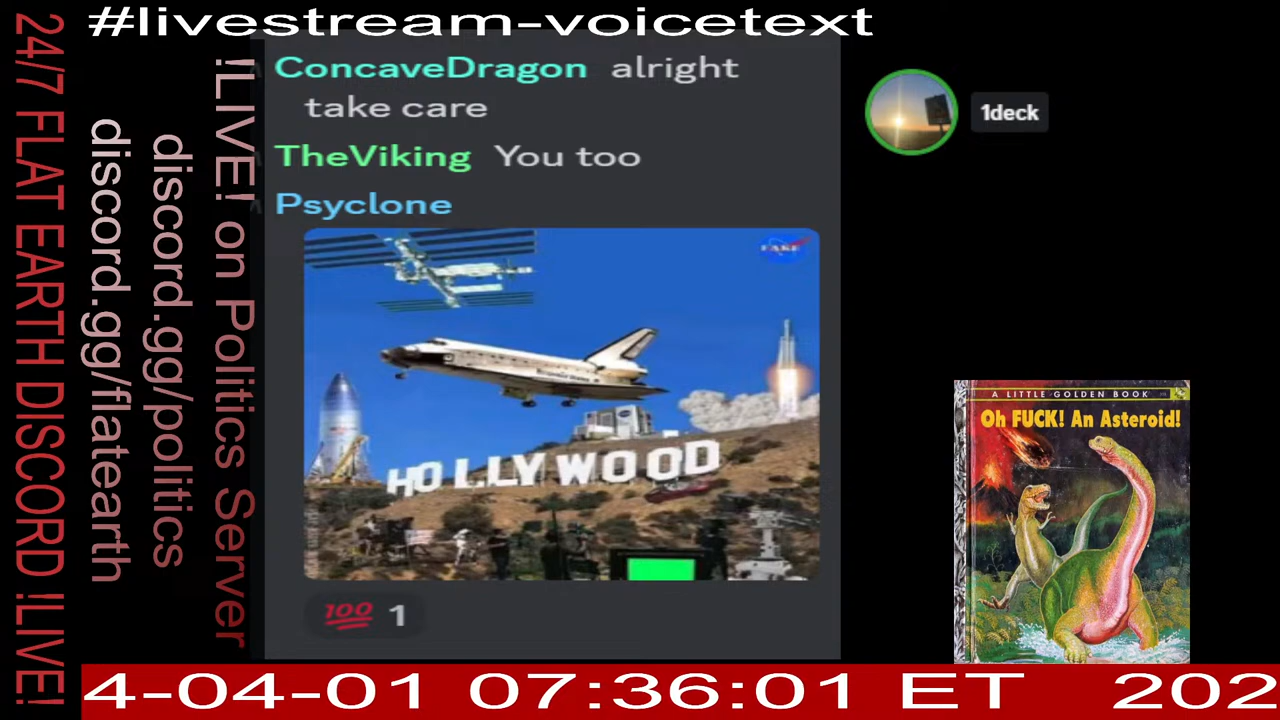 #livestream-voicetext
24/7 FLAT EARTH DISCORD !LIVE!
discord.gg/flatearth
discord.gg/politics
!LIVE! on Politics Server
ConcaveDragon alright
take care
TheViking You too
Psyclone
FAKE
HOLLYWOOD
100 1
1deck
A LITTLE GOLDEN BOOK
Oh FUCK! An Asteroid!
4-04-01 07:36:01 ET 202